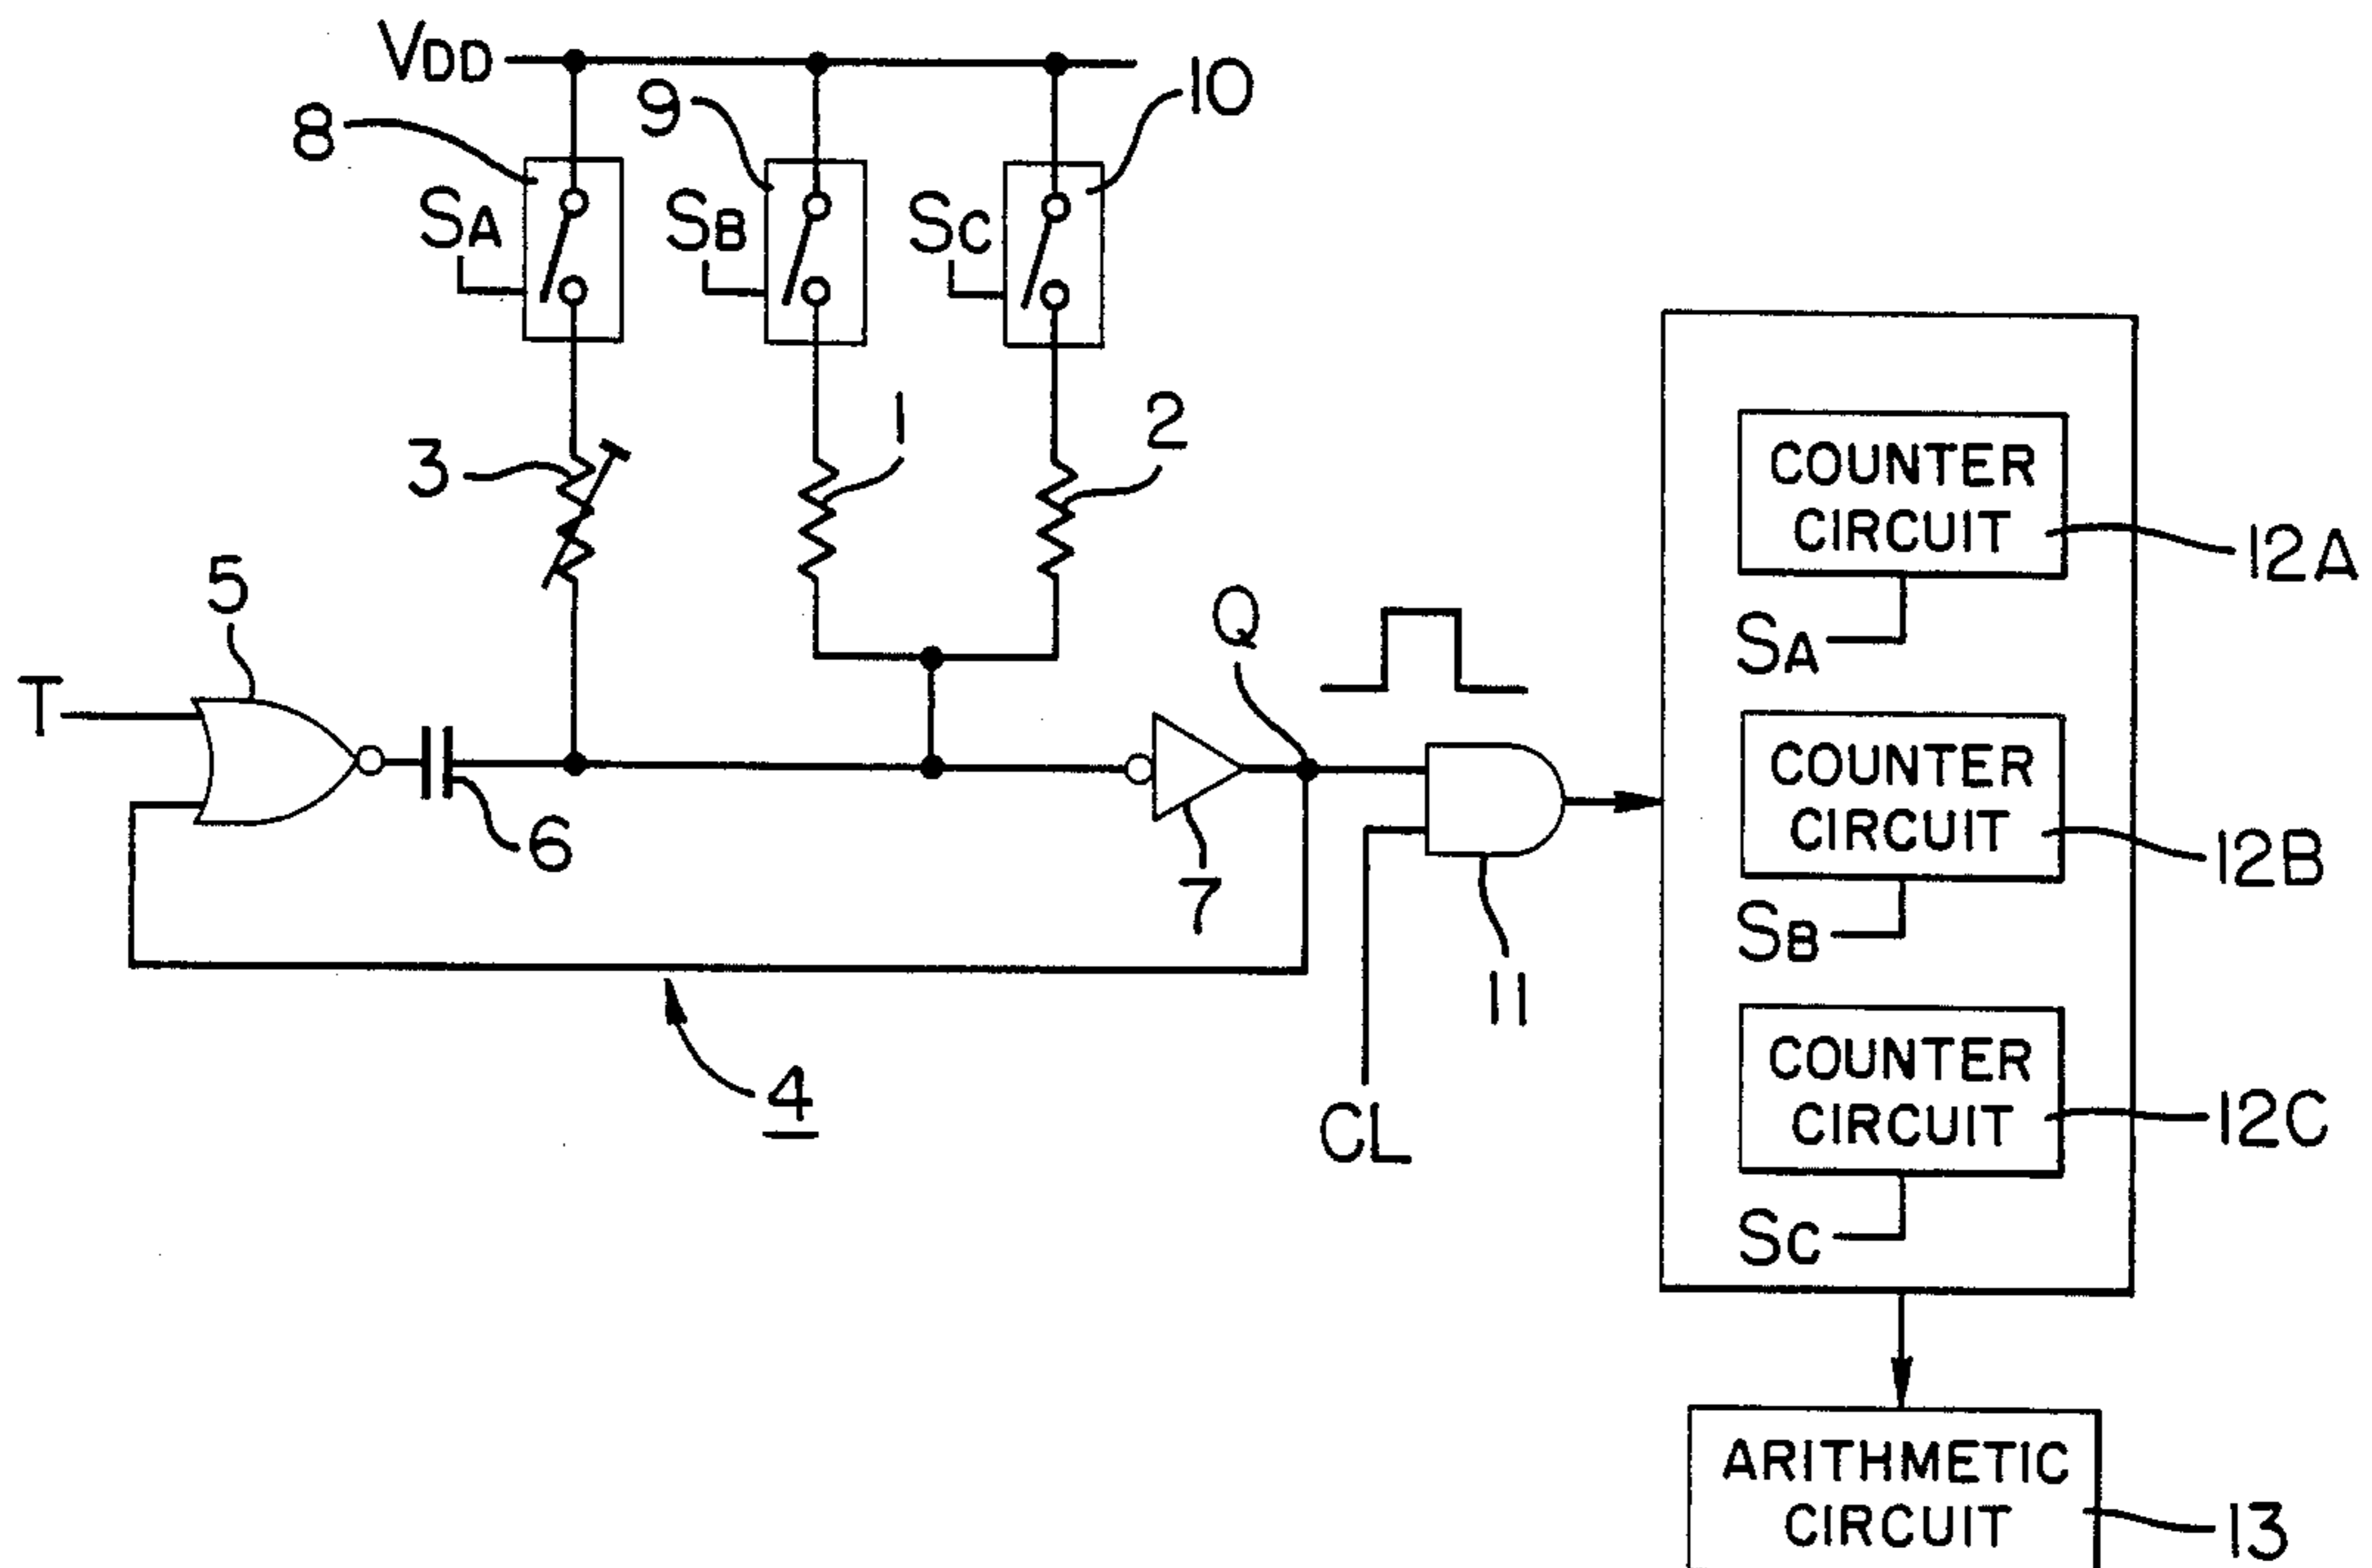 VDD
8
9
10
SA
SB
SC
3
1
2
5
T
6
Q
7
4
11
CL
COUNTER
CIRCUIT
12A
SA
COUNTER
CIRCUIT
12B
SB
COUNTER
CIRCUIT
12C
SC
ARITHMETIC
CIRCUIT
13